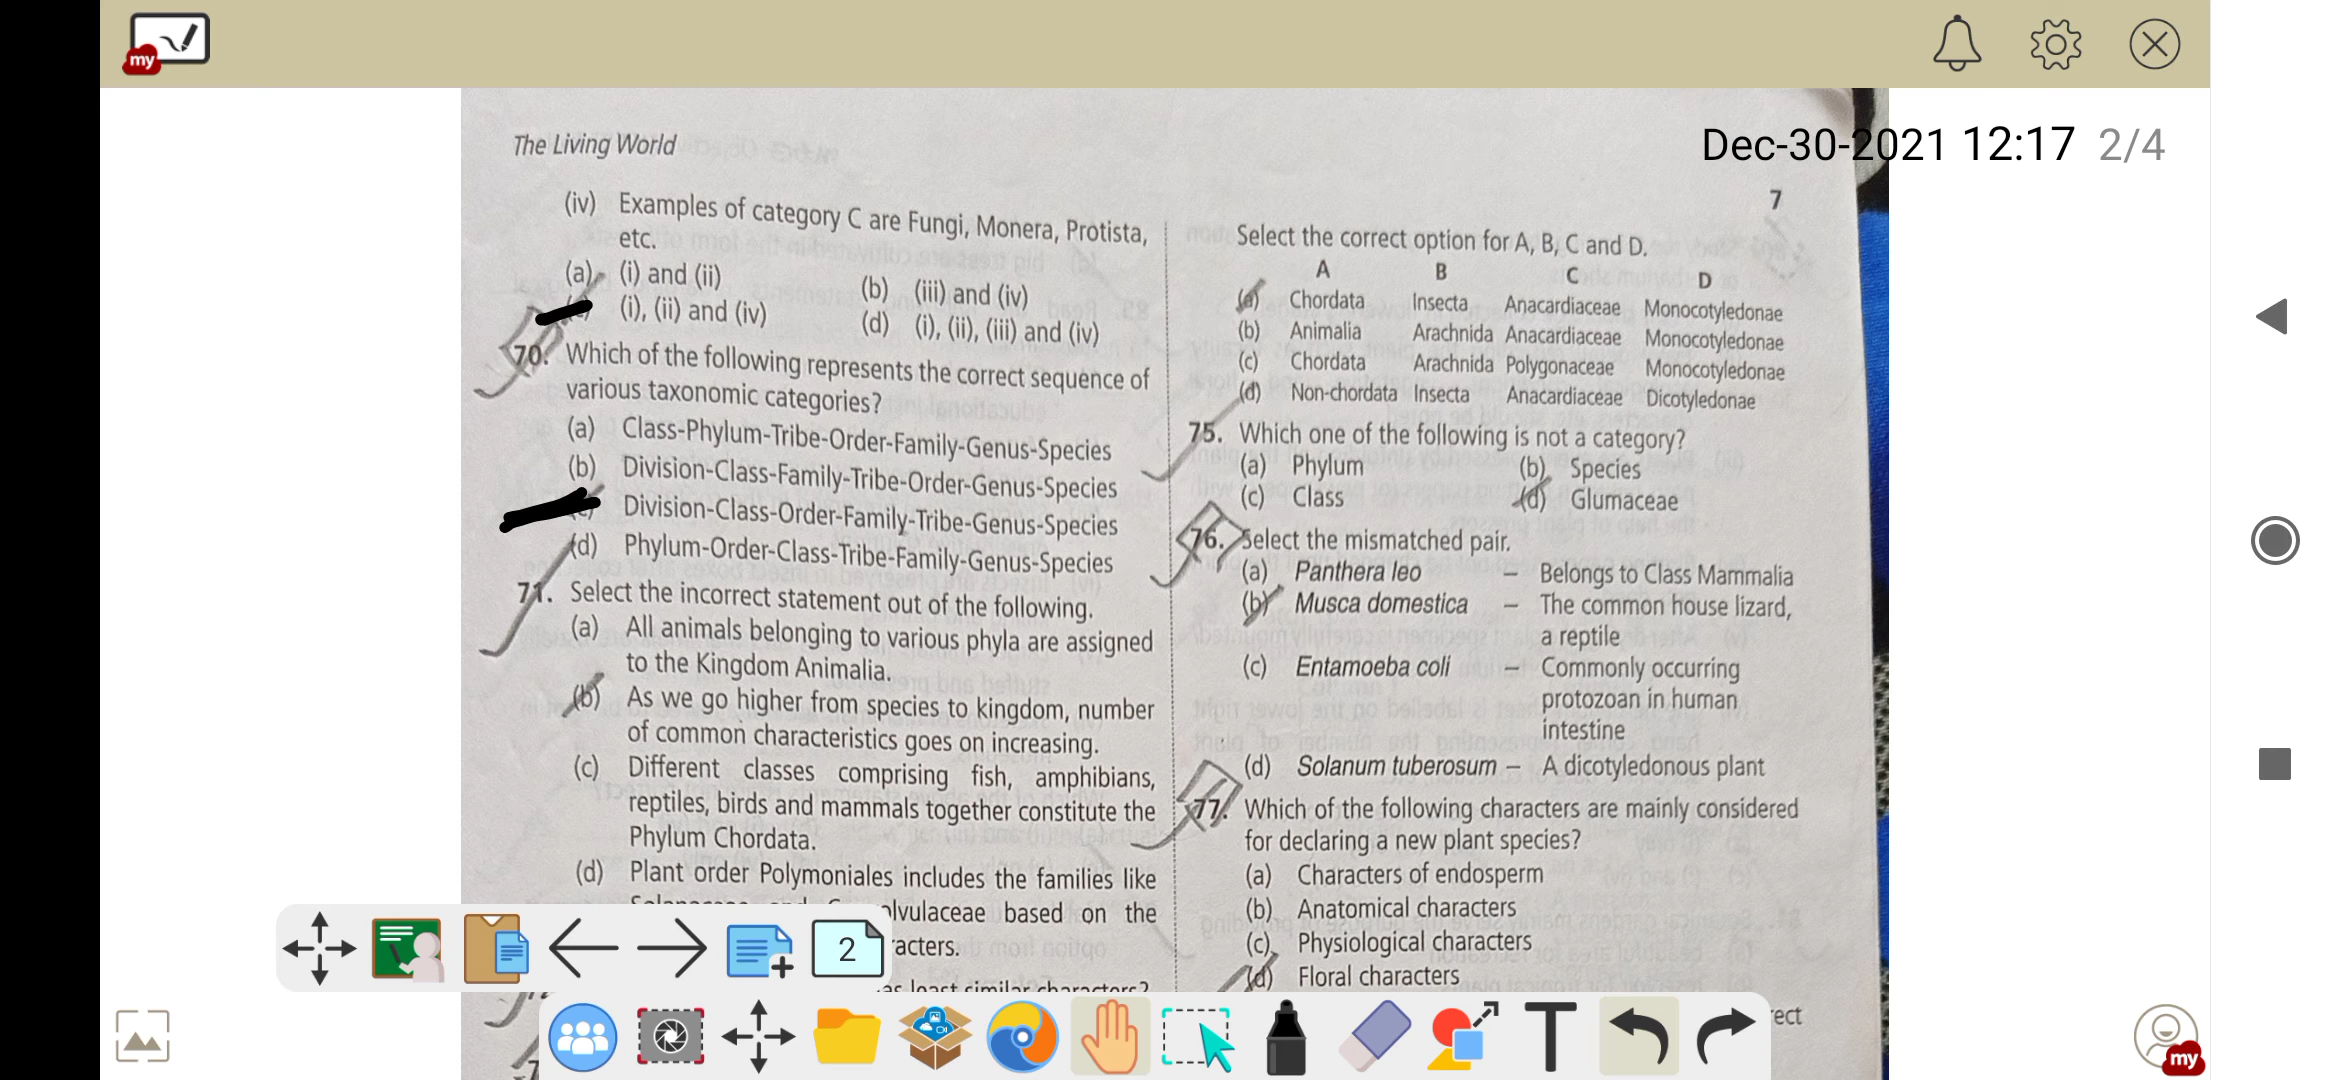 my
Dec-30-2021 12:17 2/4
The Living World
7
(iv) Examples of category C are Fungi, Monera, Protista,
etc.
(a) (i) and (ii)
(b) (iii) and (iv)
(i), (ii) and (iv)
(d) (i), (ii), (iii) and (iv)
70. Which of the following represents the correct sequence of
various taxonomic categories?
(a) Class-Phylum-Tribe-Order-Family-Genus-Species
(b) Division-Class-Family-Tribe-Order-Genus-Species
Division-Class-Order-Family-Tribe-Genus-Species
(d) Phylum-Order-Class-Tribe-Family-Genus-Species
71. Select the incorrect statement out of the following.
(a) All animals belonging to various phyla are assigned
to the Kingdom Animalia.
(b) As we go higher from species to kingdom, number
of common characteristics goes on increasing.
(c) Different classes comprising fish, amphibians,
reptiles, birds and mammals together constitute the
Phylum Chordata.
(d) Plant order Polymoniales includes the families like
based on the
Select the correct option for A, B, C and D.
A B C D
(a) Chordata Insecta Anacardiaceae Monocotyledonae
(b) Animalia Arachnida Anacardiaceae Monocotyledonae
(c) Chordata Arachnida Polygonaceae Monocotyledonae
(d) Non-chordata Insecta Anacardiaceae Dicotyledonae
75. Which one of the following is not a category?
(a) Phylum (b) Species
(c) Class (d) Glumaceae
76. Select the mismatched pair.
(a) Panthera leo – Belongs to Class Mammalia
(b) Musca domestica – The common house lizard,
a reptile
(c) Entamoeba coli – Commonly occurring
protozoan in human
intestine
(d) Solanum tuberosum – A dicotyledonous plant
77. Which of the following characters are mainly considered
for declaring a new plant species?
(a) Characters of endosperm
(b) Anatomical characters
(c) Physiological characters
(d) Floral characters
2
my